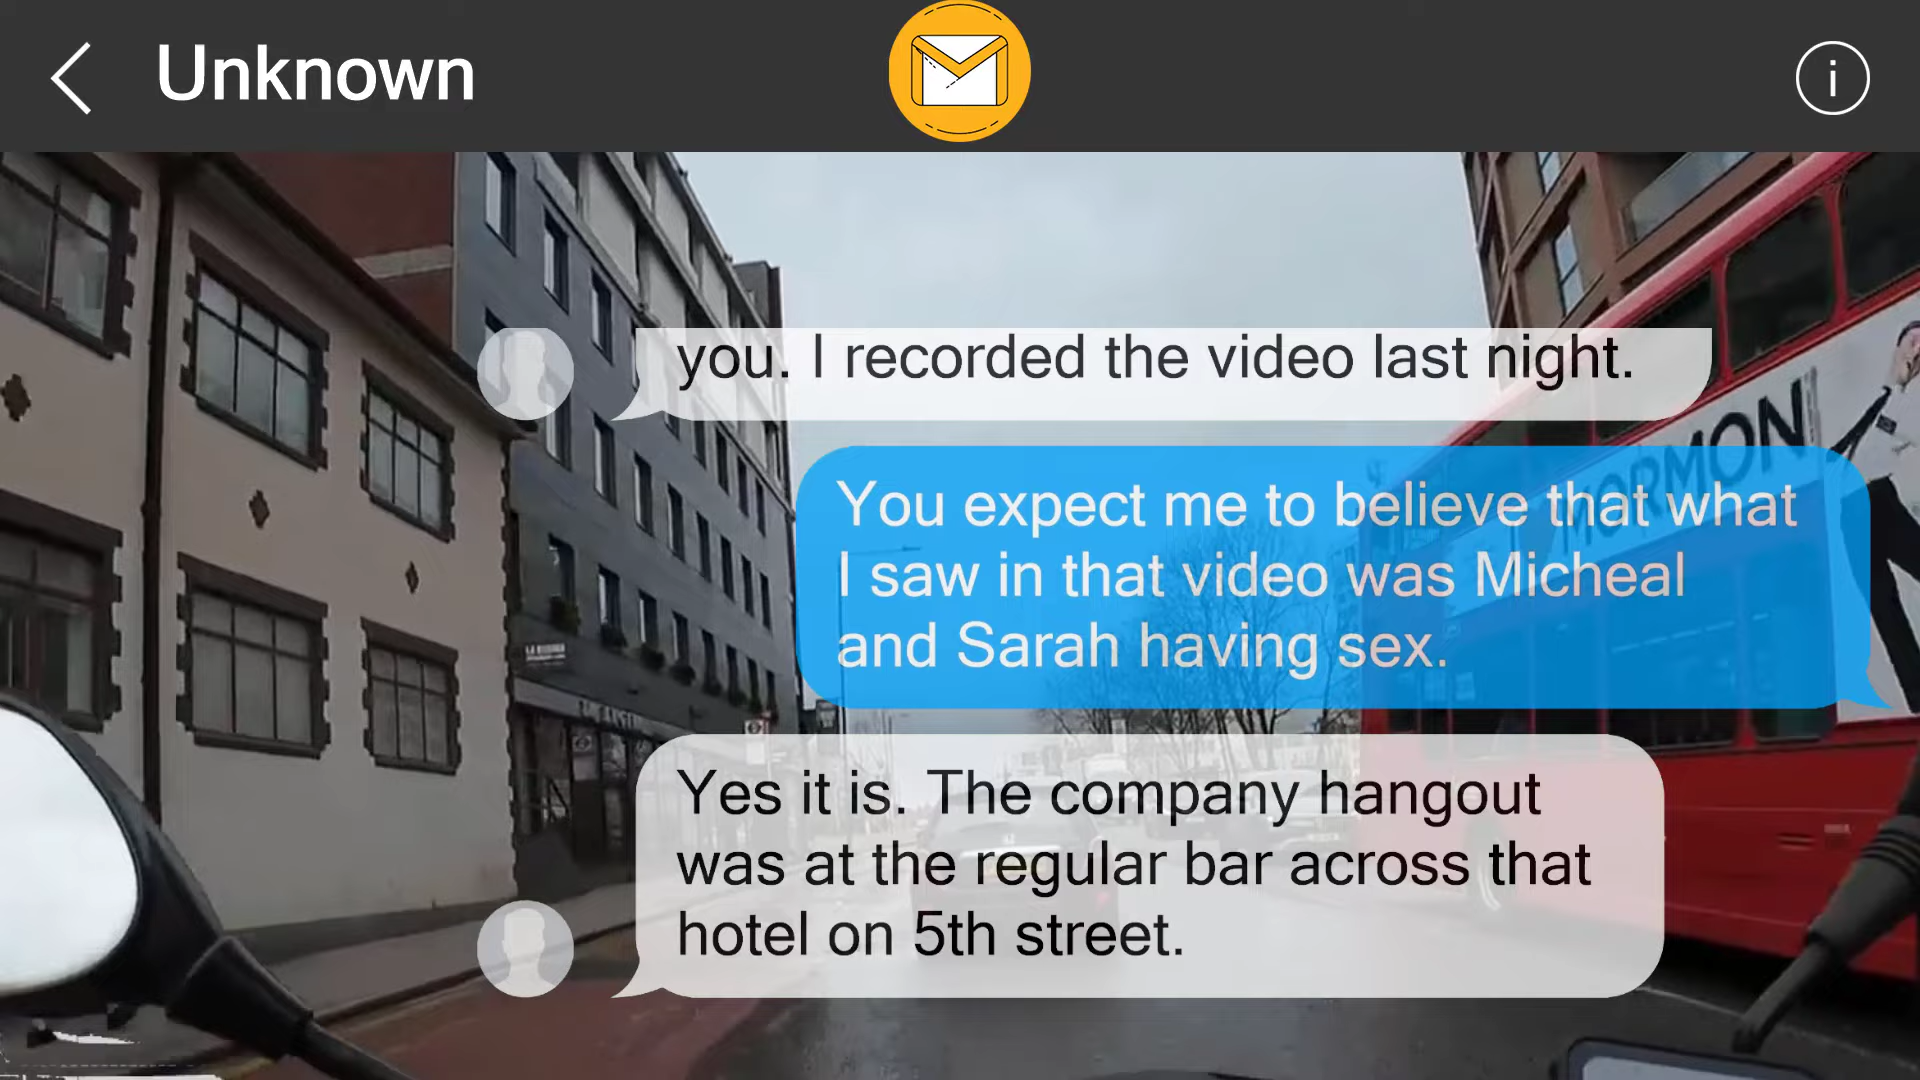 Unknown
you. I recorded the video last night.
You expect me to believe that what
I saw in that video was Micheal
and Sarah having sex.
Yes it is. The company hangout
was at the regular bar across that
hotel on 5th street.
MORMON